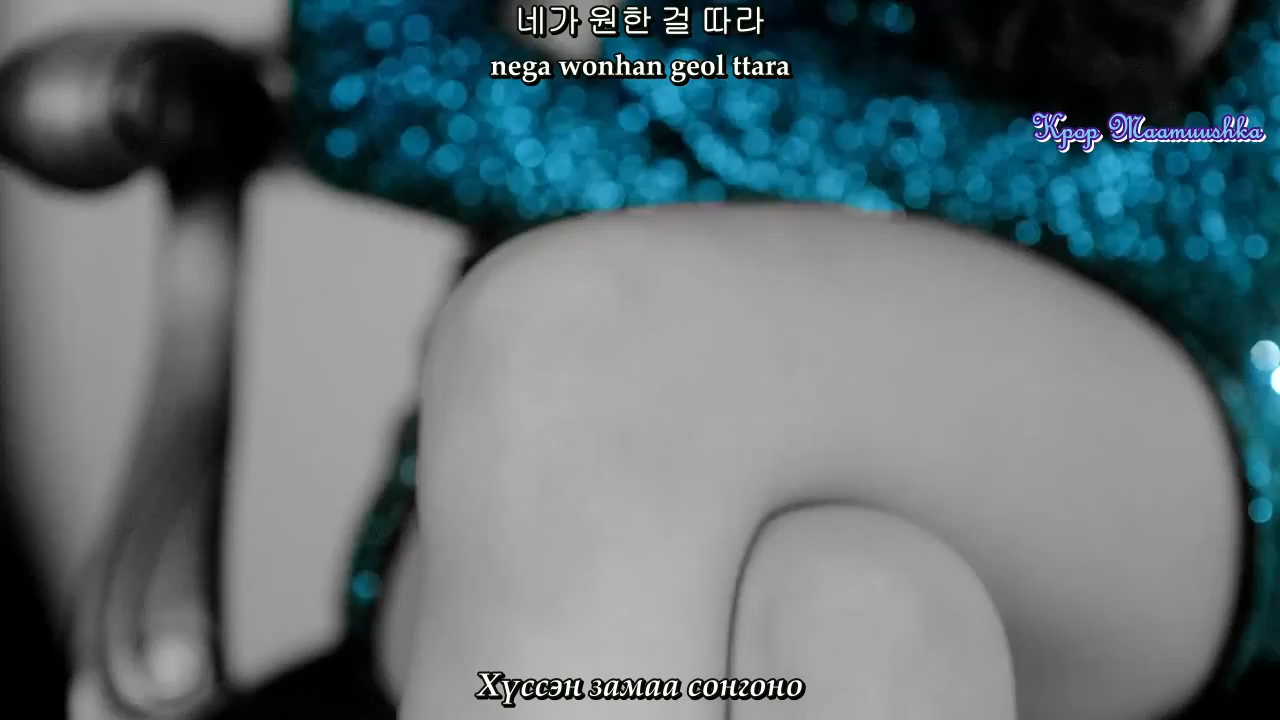 네가 원한 걸 따라
nega wonhan geol ttara
Kpop Maamuushka
Хүссэн замаа сонгоно